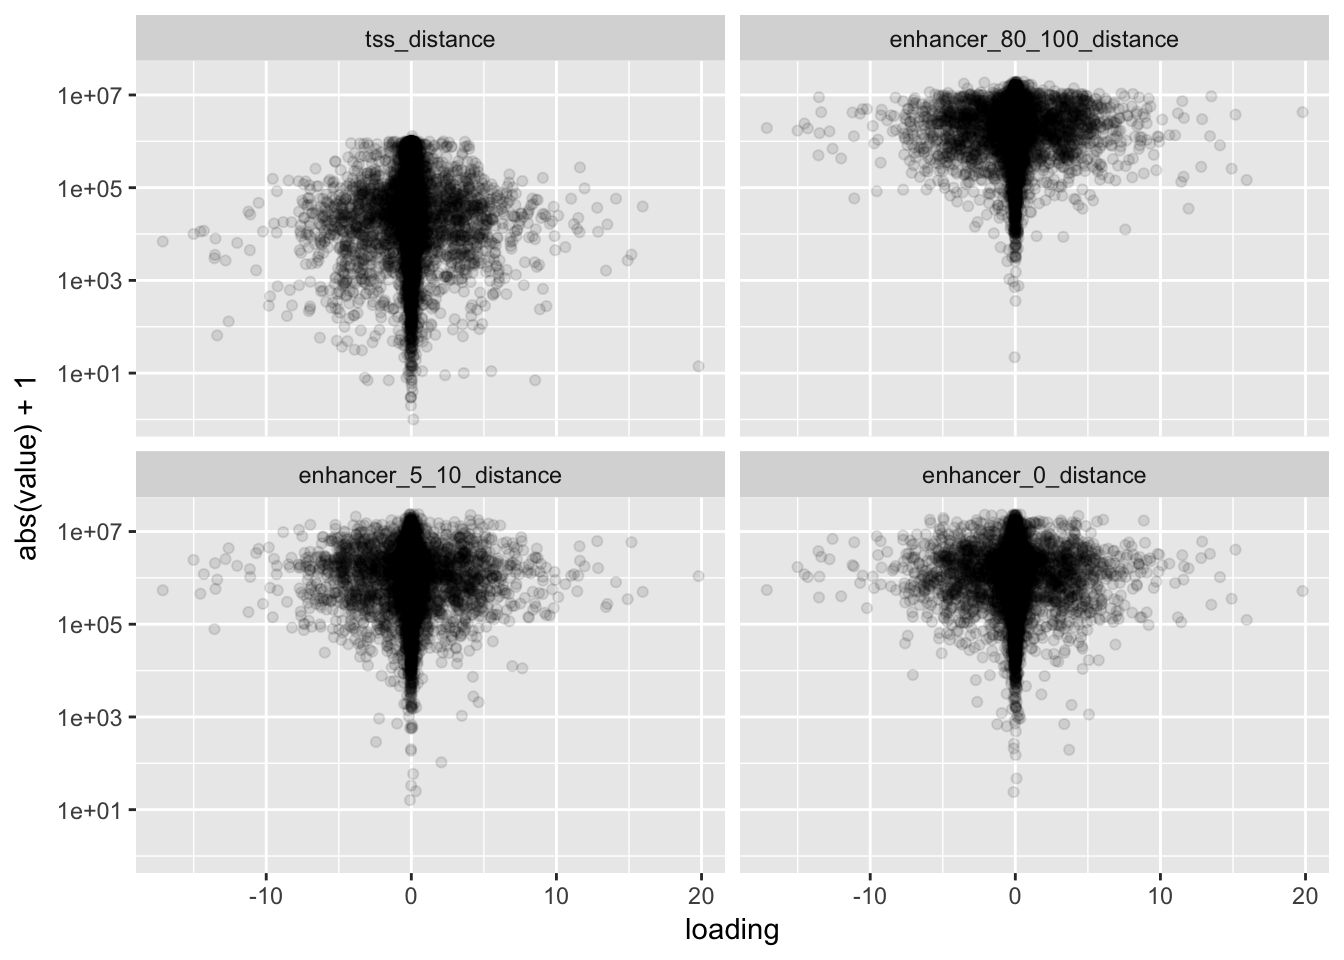 tss_distance
enhancer_80_100_distance
1e+07
1e+05
1e+03
1e+01
enhancer_5_10_distance
enhancer_0_distance
1e+07
1e+05
1e+03
1e+01
abs(value) + 1
-10
0
10
20
-10
0
10
20
loading